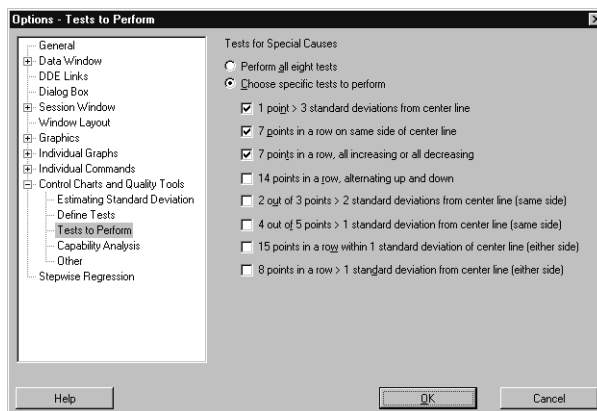 Options - Tests to Perform
General
Data Window
DDE Links
Dialog Box
Session Window
Window Layout
Graphics
Individual Graphs
Individual Commands
Control Charts and Quality Tools
Estimating Standard Deviation
Define Tests
Tests to Perform
Capability Analysis
Other
Stepwise Regression
Tests for Special Causes
Perform all eight tests
Choose specific tests to perform
1 point > 3 standard deviations from center line
7 points in a row on same side of center line
7 points in a row, all increasing or all decreasing
14 points in a row, alternating up and down
2 out of 3 points > 2 standard deviations from center line (same side)
4 out of 5 points > 1 standard deviation from center line (same side)
15 points in a row within 1 standard deviation of center line (either side)
8 points in a row > 1 standard deviation from center line (either side)
Help
OK
Cancel